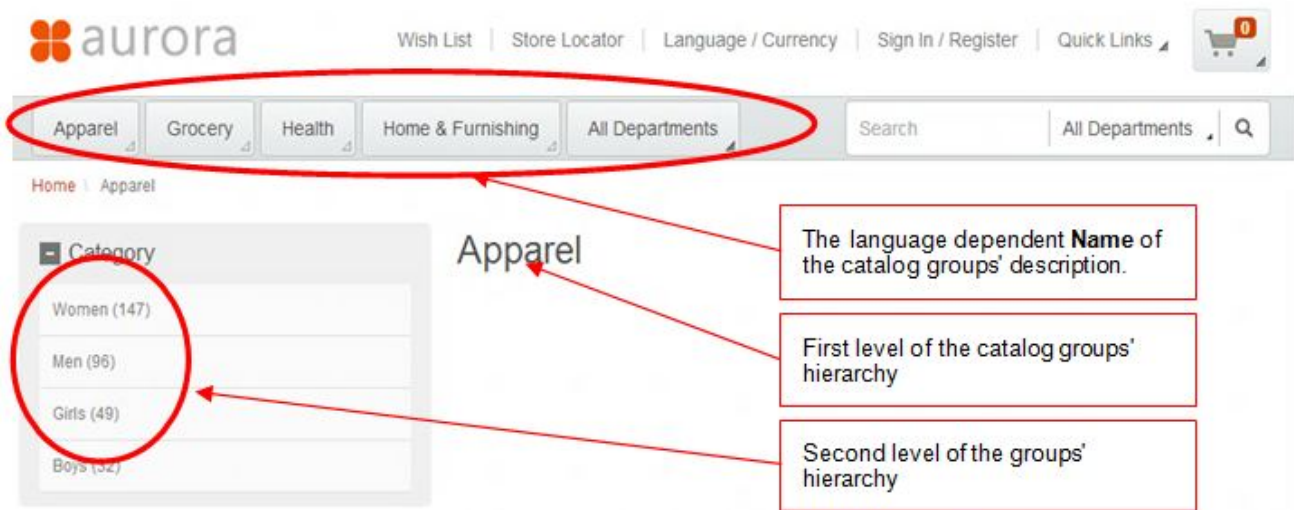 aurora
Wish List | Store Locator | Language / Currency | Sign In / Register | Quick Links
0
Apparel Grocery Health Home & Furnishing All Departments Search All Departments
Home \ Apparel
Category
Apparel
Women (147)
Men (96)
Girls (49)
Boys (32)
The language dependent Name of
the catalog groups' description.
First level of the catalog groups'
hierarchy
Second level of the groups'
hierarchy